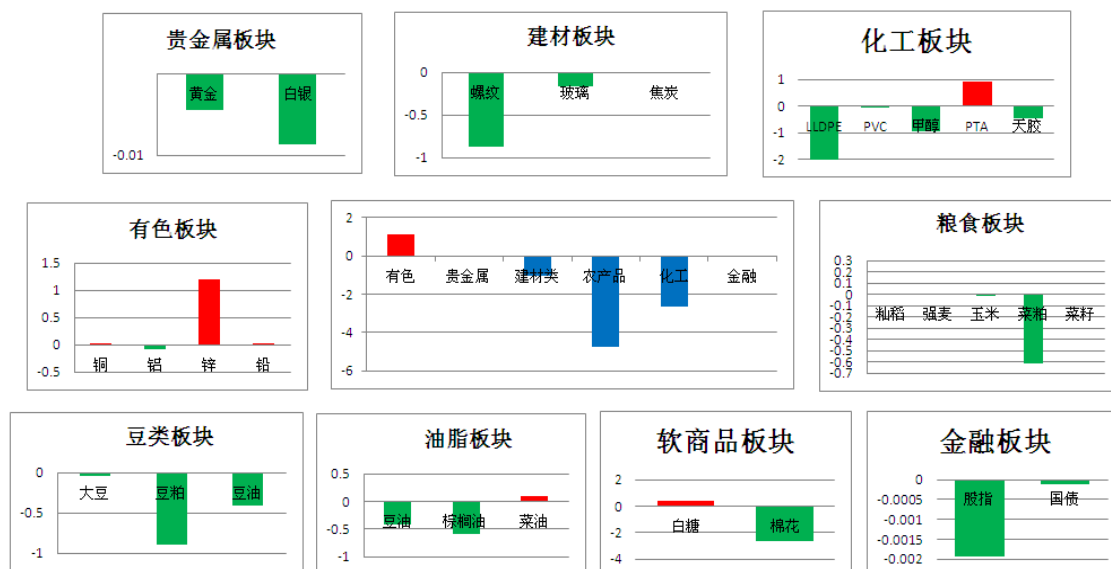 贵金属板块
黄金
白银
-0.01
建材板块
0
-0.5
-1
螺纹
玻璃
焦炭
化工板块
1
0
-1
-2
LLDPE
PVC
甲醇
PTA
天胶
有色板块
1.5
1
0.5
0
-0.5
铜
铝
锌
铅
2
0
-2
-4
-6
有色
贵金属
建材类
农产品
化工
金融
粮食板块
0.3
0.2
0.1
0
-0.1
-0.2
-0.3
-0.4
-0.5
-0.6
-0.7
籼稻
强麦
玉米
菜粕
菜籽
豆类板块
0
-0.5
-1
大豆
豆粕
豆油
油脂板块
0.5
0
-0.5
-1
豆油
棕榈油
菜油
软商品板块
2
0
-2
-4
白糖
棉花
金融板块
0
-0.0005
-0.001
-0.0015
-0.002
股指
国债